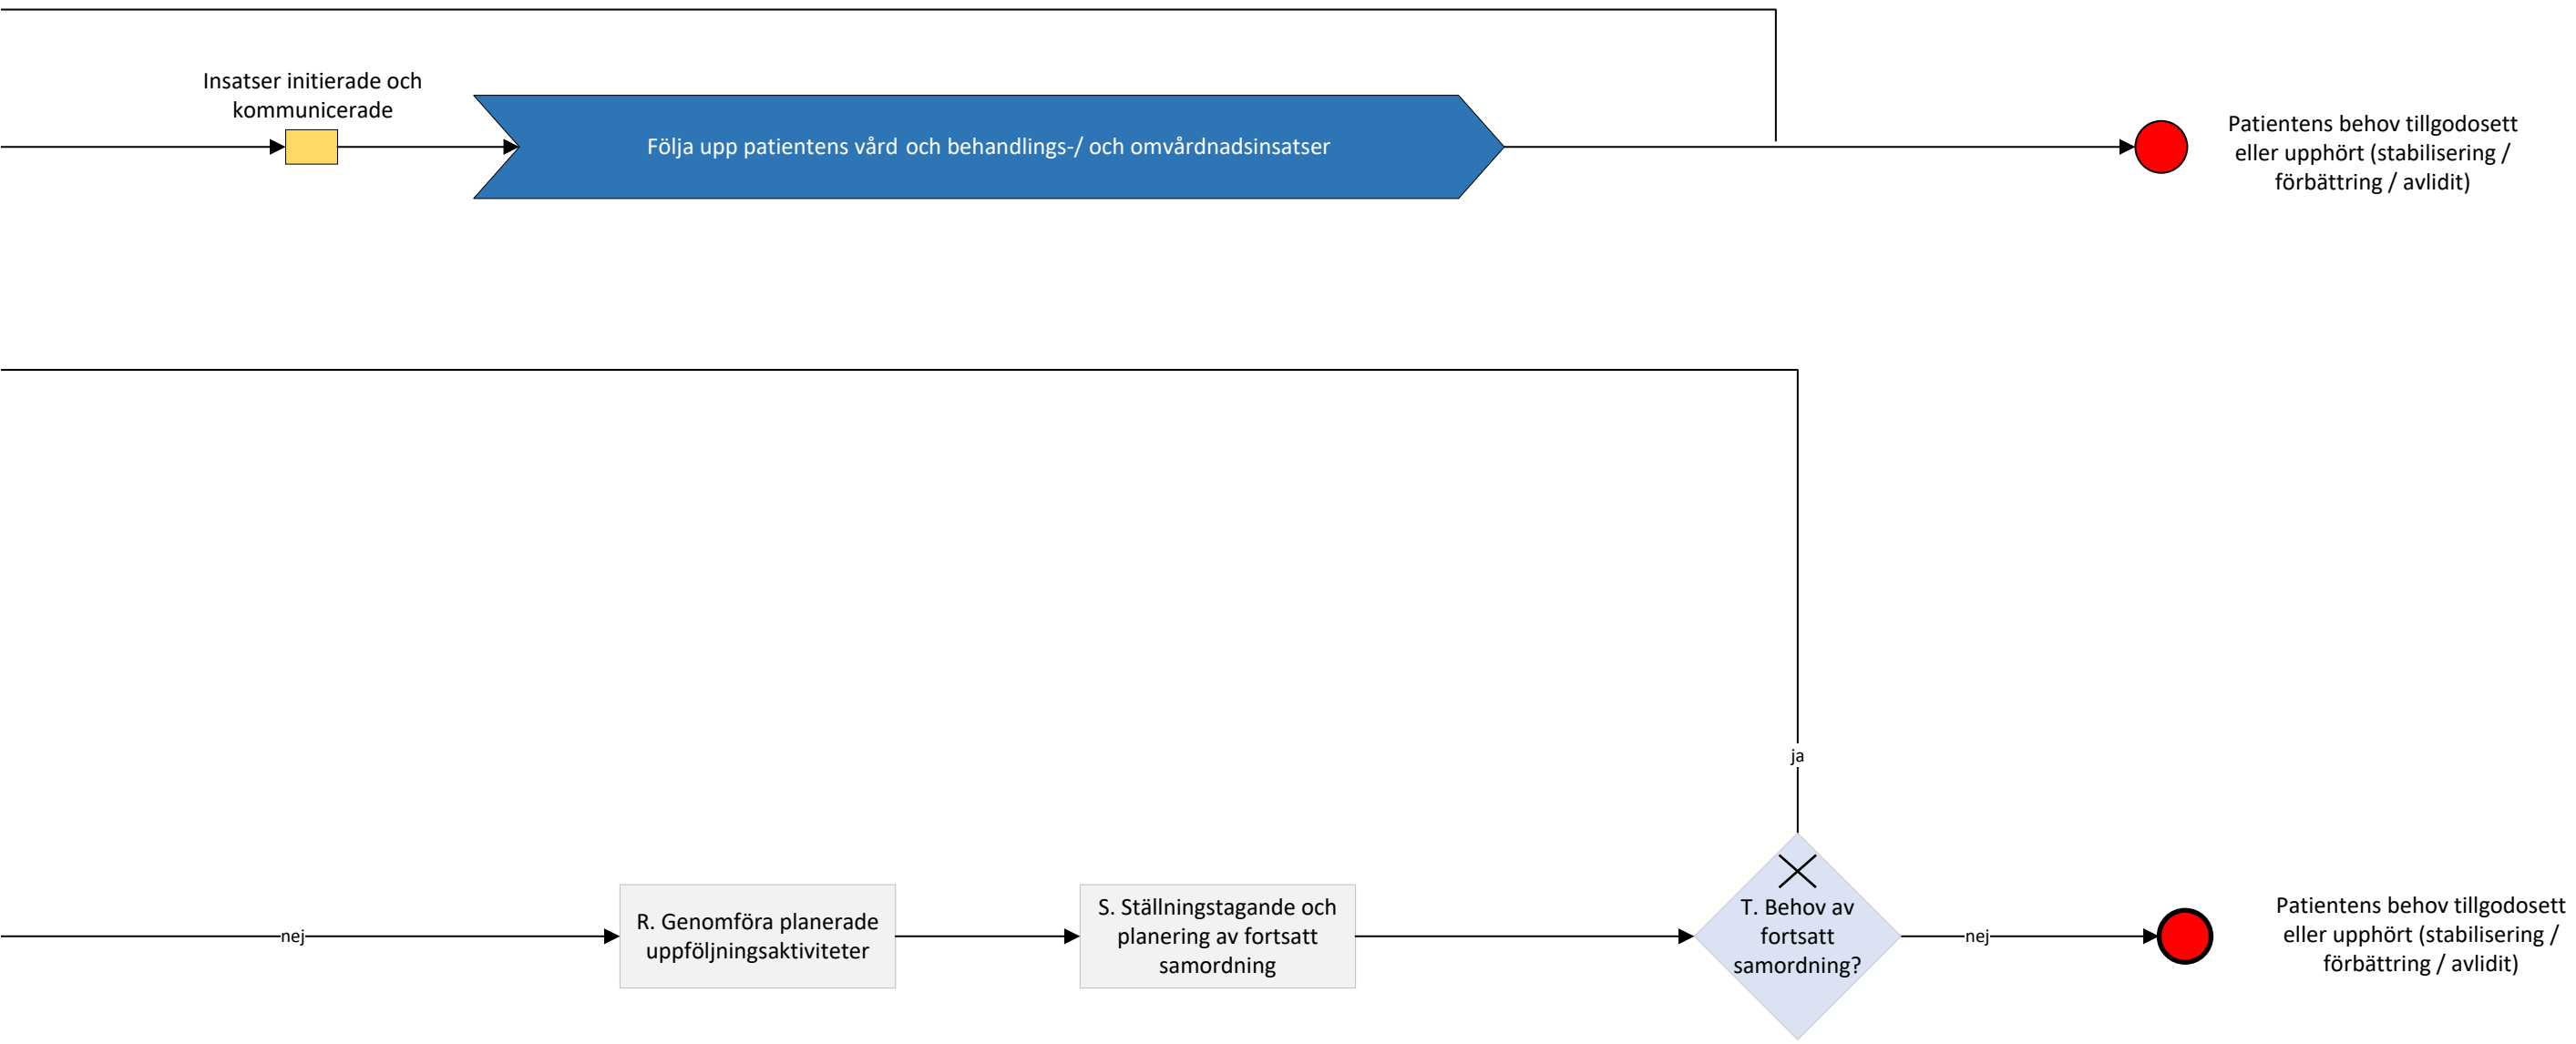 Insatser initierade och
kommunicerade
Följa upp patientens vård och behandlings-/ och omvårdnadsinsatser
Patientens behov tillgodosett
eller upphört (stabilisering /
förbättring / avlidit)
ja
nej
R. Genomföra planerade
uppföljningsaktiviteter
S. Ställningstagande och
planering av fortsatt
samordning
T. Behov av
fortsatt
samordning?
nej
Patientens behov tillgodosett
eller upphört (stabilisering /
förbättring / avlidit)